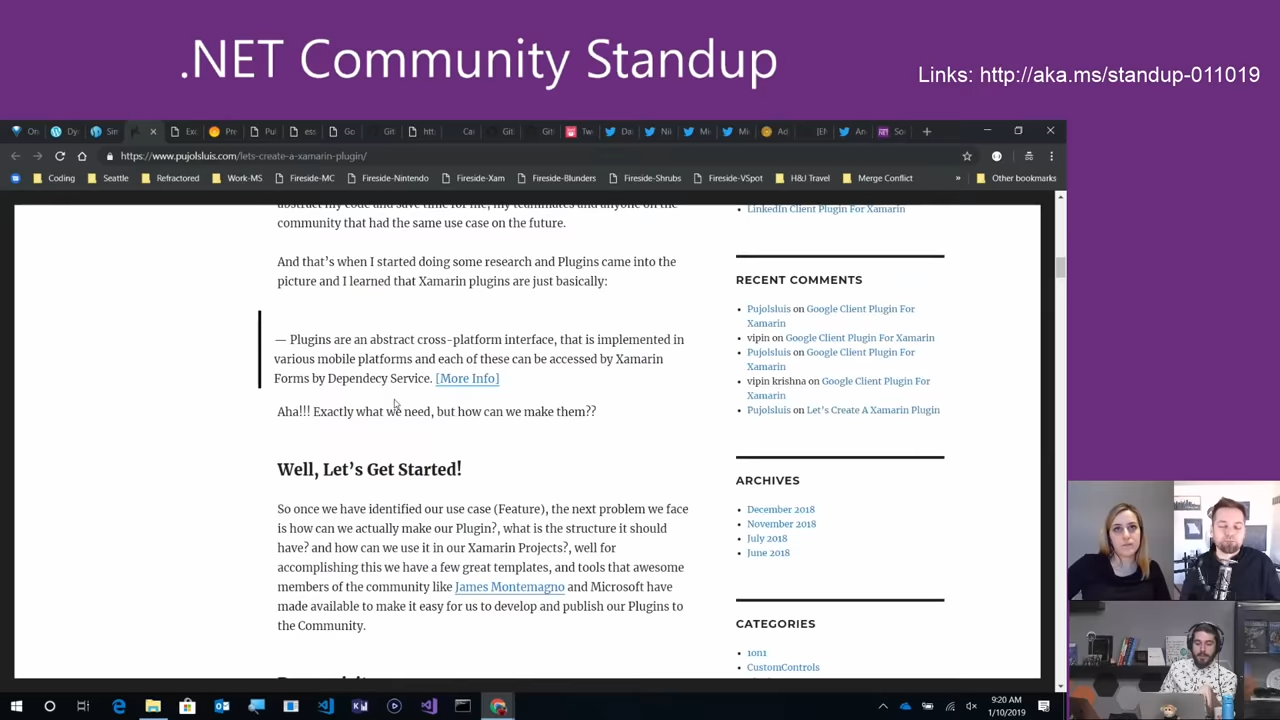 .NET Community Standup
Links: http://aka.ms/standup-011019
https://www.pujolsluis.com/lets-create-a-xamarin-plugin/
Coding
Seattle
Refractored
Work-MS
Fireside-MC
Fireside-Nintendo
Fireside-Xam
Fireside-Blunders
Fireside-Shrubs
Fireside-VSpot
H&J Travel
Merge Conflict
»
Other bookmarks
community that had the same use case on the future.
And that's when I started doing some research and Plugins came into the
picture and I learned that Xamarin plugins are just basically:
— Plugins are an abstract cross-platform interface, that is implemented in
various mobile platforms and each of these can be accessed by Xamarin
Forms by Dependecy Service. [More Info]
Aha!!! Exactly what we need, but how can we make them??
Well, Let's Get Started!
So once we have identified our use case (Feature), the next problem we face
is how can we actually make our Plugin?, what is the structure it should
have? and how can we use it in our Xamarin Projects?, well for
accomplishing this we have a few great templates, and tools that awesome
members of the community like James Montemagno and Microsoft have
made available to make it easy for us to develop and publish our Plugins to
the Community.
LinkedIn Client Plugin For Xamarin
RECENT COMMENTS
Pujolsluis on Google Client Plugin For
Xamarin
vipin on Google Client Plugin For Xamarin
Pujolsluis on Google Client Plugin For
Xamarin
vipin krishna on Google Client Plugin For
Xamarin
Pujolsluis on Let's Create A Xamarin Plugin
ARCHIVES
December 2018
November 2018
July 2018
June 2018
CATEGORIES
1on1
CustomControls
9:20 AM
1/10/2019